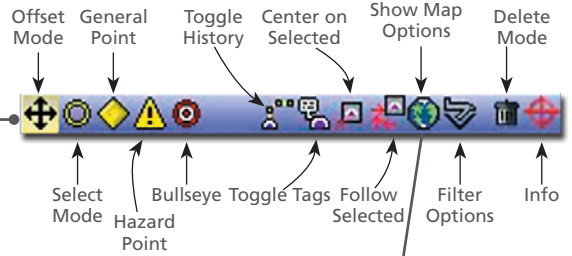 Offset
Mode
General
Point
Toggle
History
Center on
Selected
Show Map
Options
Delete
Mode
Select
Mode
Hazard
Point
Bullseye
Toggle Tags
Follow
Selected
Filter
Options
Info